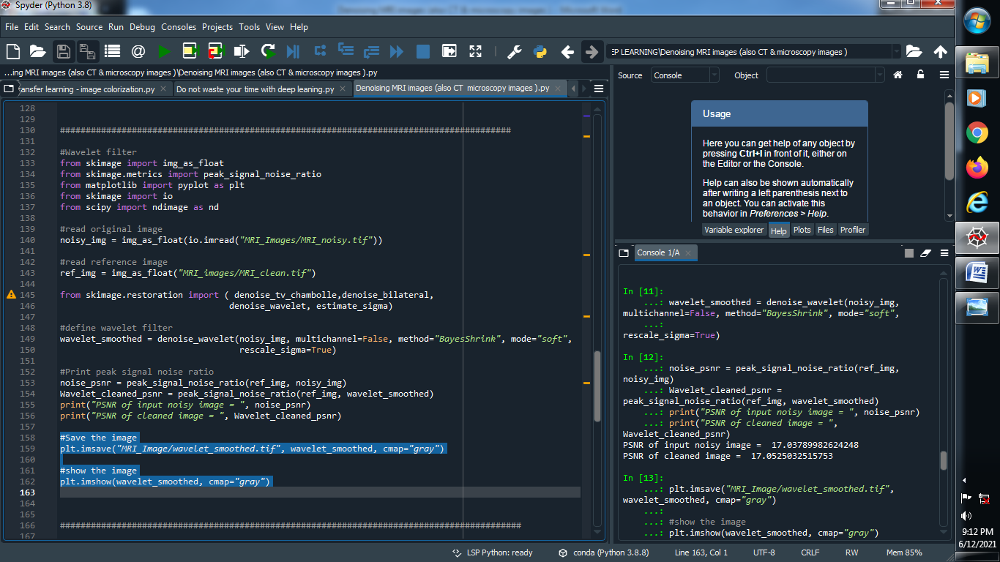 Spyder (Python 3.8)
File Edit Search Source Run Debug Consoles Projects Tools View Help
EP LEARNING\Denoising MRI images (also CT & microscopy images )
...ing MRI images (also CT & microscopy images )\Denoising MRI images (also CT & microscopy images ).py
ansfer learning - image colorization.py
Do not waste your time with deep leaning.py
Denoising MRI images (also CT  microscopy images ).py
128
129
130 ########################################################################################
131
132 #Wavelet filter
133 from skimage import img_as_float
134 from skimage.metrics import peak_signal_noise_ratio
135 from matplotlib import pyplot as plt
136 from skimage import io
137 from scipy import ndimage as nd
138
139 #read original image
140 noisy_img = img_as_float(io.imread("MRI_Images/MRI_noisy.tif"))
141
142 #read reference image
143 ref_img = img_as_float("MRI_images/MRI_clean.tif")
144
145 from skimage.restoration import ( denoise_tv_chambolle,denoise_bilateral,
146 denoise_wavelet, estimate_sigma)
147
148 #define wavelet filter
149 wavelet_smoothed = denoise_wavelet(noisy_img, multichannel=False, method="BayesShrink", mode="soft",
150 rescale_sigma=True)
151
152 #Print peak signal noise ratio
153 noise_psnr = peak_signal_noise_ratio(ref_img, noisy_img)
154 Wavelet_cleaned_psnr = peak_signal_noise_ratio(ref_img, wavelet_smoothed)
155 print("PSNR of input noisy image = ", noise_psnr)
156 print("PSNR of cleaned image = ", Wavelet_cleaned_psnr)
157
158 #Save the image
159 plt.imsave("MRI_Image/wavelet_smoothed.tif", wavelet_smoothed, cmap="gray")
160
161 #show the image
162 plt.imshow(wavelet_smoothed, cmap="gray")
163
164
165
166 ##########################################################################################
167
Source Console Object
Usage
Here you can get help of any object by
pressing Ctrl+I in front of it, either on
the Editor or the Console.
Help can also be shown automatically
after writing a left parenthesis next to
an object. You can activate this
behavior in Preferences > Help.
Variable explorer Help Plots Files Profiler
Console 1/A
In [11]:
...: wavelet_smoothed = denoise_wavelet(noisy_img,
multichannel=False, method="BayesShrink", mode="soft",
...:
rescale_sigma=True)
In [12]:
...: noise_psnr = peak_signal_noise_ratio(ref_img,
noisy_img)
...: Wavelet_cleaned_psnr =
peak_signal_noise_ratio(ref_img, wavelet_smoothed)
...: print("PSNR of input noisy image = ", noise_psnr)
...: print("PSNR of cleaned image = ",
Wavelet_cleaned_psnr)
PSNR of input noisy image =  17.03789982624248
PSNR of cleaned image =  17.0525032515753
In [13]:
...: plt.imsave("MRI_Image/wavelet_smoothed.tif",
wavelet_smoothed, cmap="gray")
...:
...: #show the image
...: plt.imshow(wavelet_smoothed, cmap="gray")
LSP Python: ready conda (Python 3.8.8) Line 163, Col 1 UTF-8 CRLF RW Mem 85%
9:12 PM
6/12/2021